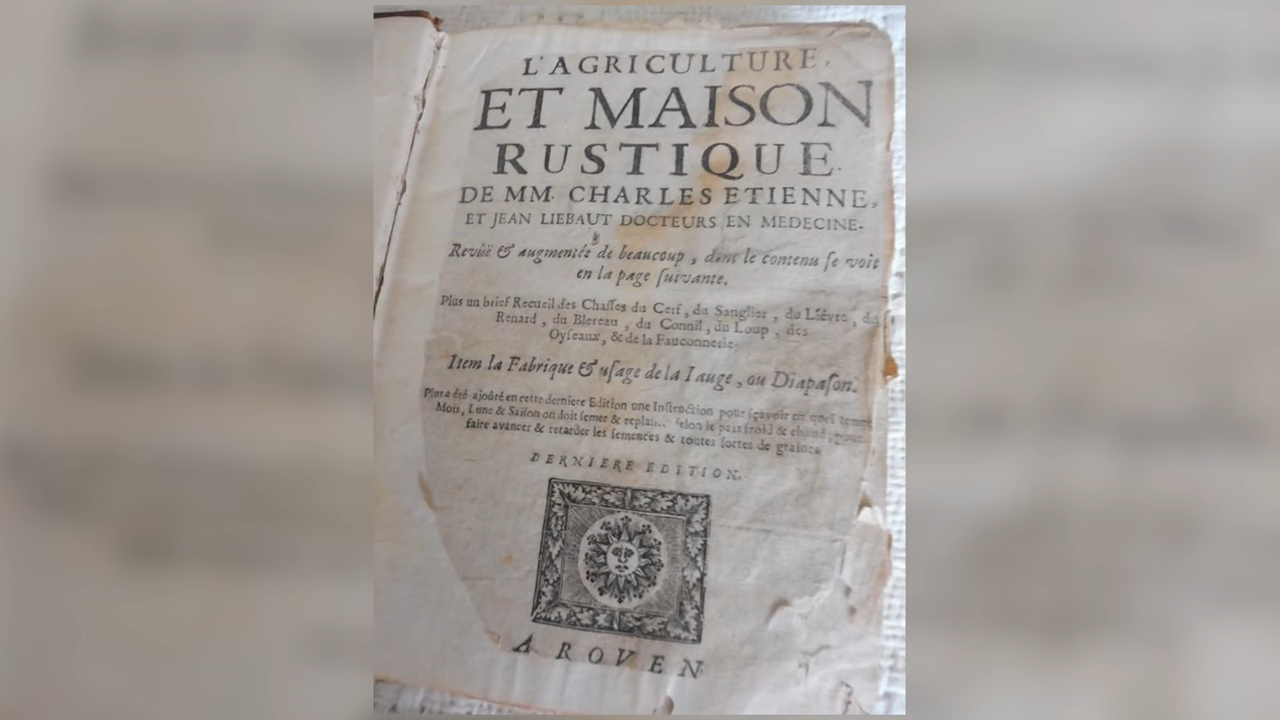 L'AGRICULTURE,
ET MAISON
RUSTIQUE.
DE MM. CHARLES ETIENNE,
ET JEAN LIEBAUT DOCTEURS EN MEDECINE.
Revûë & augmentée de beaucoup, dont le contenu ſe voit
en la page ſuivante.
Plus un brief Recueil des Chaſſes du Cerf, du Sanglier, du Liévre, du
Renard, du Blereau, du Connil, du Loup, des
Oyſeaux, & de la Fauconnerie.
Item la Fabrique & uſage de la Iauge, ou Diapaſon.
Plus a été ajoûté en cette derniere Edition une Inſtruction pour ſçavoir en quel temps
Mois, Lune & Saiſon on doit ſemer & ſelon le froid & chaud, pour
faire avancer & retarder les ſemences & toutes ſortes de graines
DERNIERE EDITION.
A ROVEN